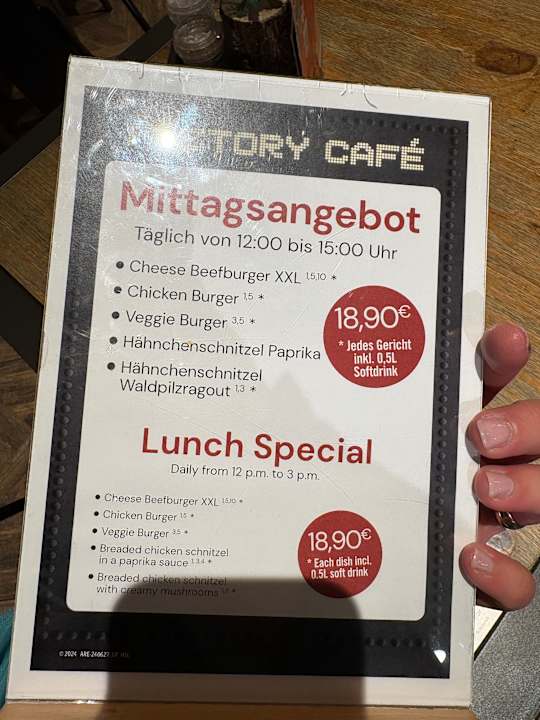 CAFÉ
Mittagsangebot
Täglich von 12:00 bis 15:00 Uhr
• Cheese Beefburger XXL 1,5,10 *
• Chicken Burger 1,5 *
• Veggie Burger 3,5 *
• Hähnchenschnitzel Paprika
• Hähnchenschnitzel
Waldpilzragout 1,3 *
18,90€
* Jedes Gericht
inkl. 0,5L
Softdrink
Lunch Special
Daily from 12 p.m. to 3 p.m.
• Cheese Beefburger XXL 1,5,10 *
• Chicken Burger 1,5 *
• Veggie Burger 3,5 *
• Breaded chicken schnitzel
in a paprika sauce 1,3,4 *
• Breaded chicken schnitzel
with creamy mushrooms
18,90€
* Each dish incl.
0.5L soft drink
© 2024 ARE-240627